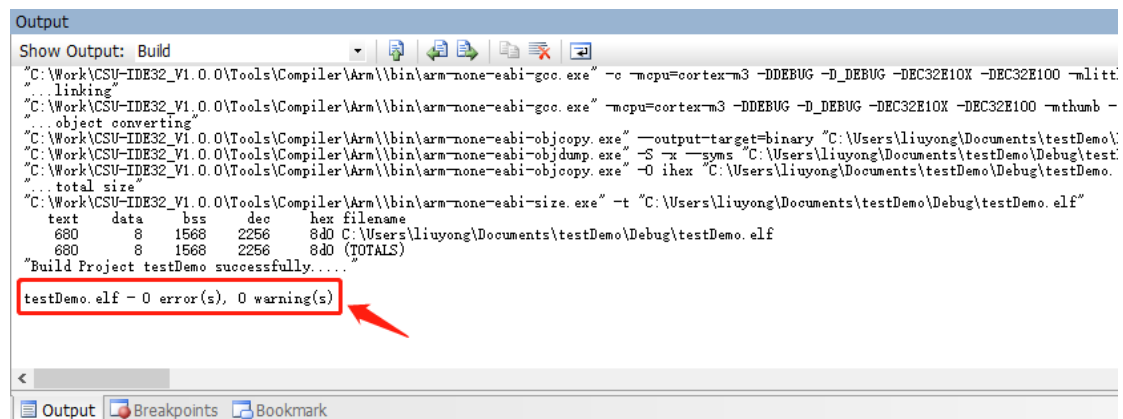 Output
Show Output: Build
"C:\Work\CSU-IDE32_V1.0.0\Tools\Compiler\Arm\\bin\arm-none-eabi-gcc.exe" -c -mcpu=cortex-m3 -DDEBUG -D_DEBUG -DEC32E10X -DEC32E100 -mlittl
"...linking"
"C:\Work\CSU-IDE32_V1.0.0\Tools\Compiler\Arm\\bin\arm-none-eabi-gcc.exe" -mcpu=cortex-m3 -DDEBUG -D_DEBUG -DEC32E10X -DEC32E100 -mthumb -
"...object converting"
"C:\Work\CSU-IDE32_V1.0.0\Tools\Compiler\Arm\\bin\arm-none-eabi-objcopy.exe" --output-target=binary "C:\Users\liuyong\Documents\testDemo\
"C:\Work\CSU-IDE32_V1.0.0\Tools\Compiler\Arm\\bin\arm-none-eabi-objdump.exe" -S -x --syms "C:\Users\liuyong\Documents\testDemo\Debug\test
"C:\Work\CSU-IDE32_V1.0.0\Tools\Compiler\Arm\\bin\arm-none-eabi-objcopy.exe" -O ihex "C:\Users\liuyong\Documents\testDemo\Debug\testDemo.
"...total size"
"C:\Work\CSU-IDE32_V1.0.0\Tools\Compiler\Arm\\bin\arm-none-eabi-size.exe" -t "C:\Users\liuyong\Documents\testDemo\Debug\testDemo.elf"
text data bss dec hex filename
680 8 1568 2256 8d0 C:\Users\liuyong\Documents\testDemo\Debug\testDemo.elf
680 8 1568 2256 8d0 (TOTALS)
"Build Project testDemo successfully....."
testDemo.elf - 0 error(s), 0 warning(s)
Output Breakpoints Bookmark